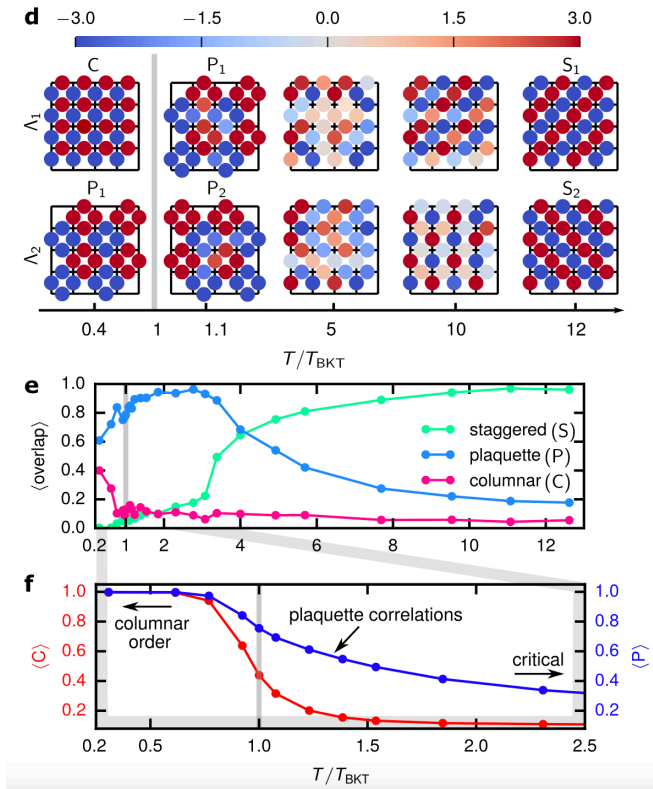 d
−3.0 −1.5 0.0 1.5 3.0
C P₁ S₁
Λ₁
P₁ P₂ S₂
Λ₂
0.4 1 1.1 5 10 12
T/T_BKT
e
1.0
0.8
0.6
0.4
0.2
0.0
⟨overlap⟩
staggered (S)
plaquette (P)
columnar (C)
0.2 1 2 4 6 8 10 12
f
1.0 1.0
0.8 0.8
0.6 0.6
0.4 0.4
0.2 0.2
⟨C⟩
⟨P⟩
columnar
order
plaquette correlations
critical
0.2 0.5 1.0 1.5 2.0 2.5
T/T_BKT